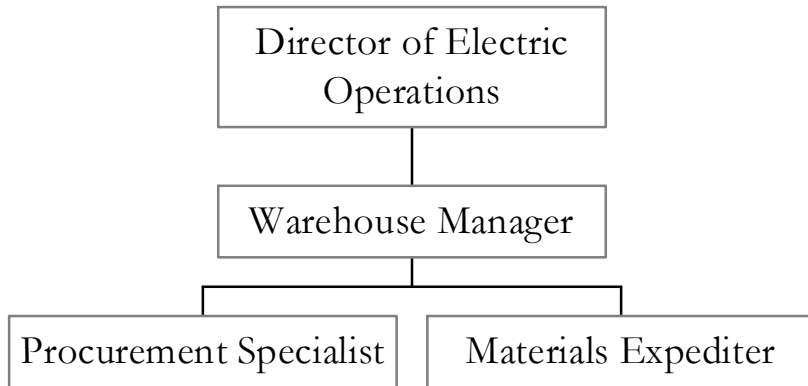 Director of Electric
Operations
Warehouse Manager
Procurement Specialist
Materials Expediter